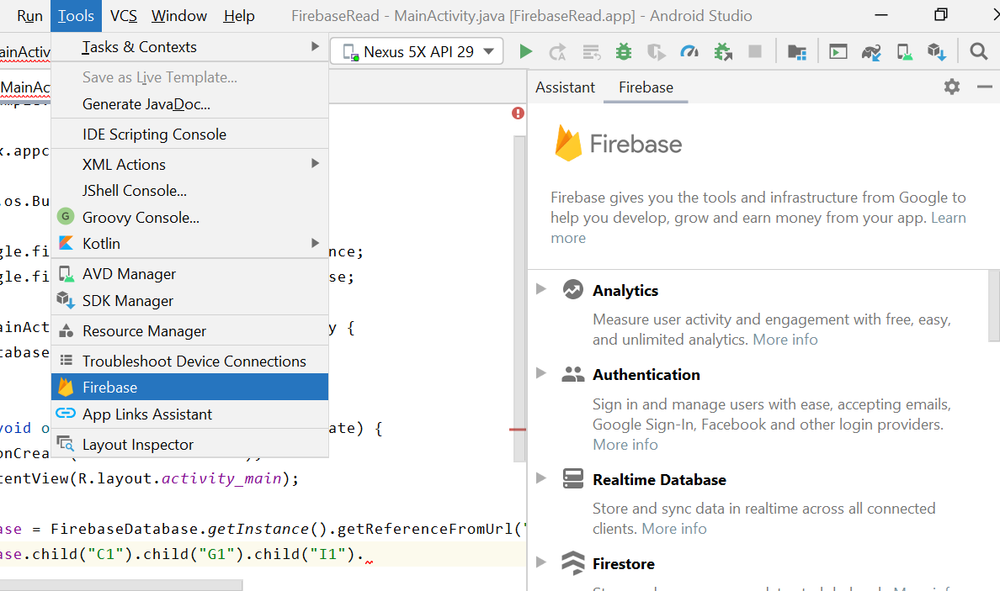 Run Tools VCS Window Help FirebaseRead - MainActivity.java [FirebaseRead.app] - Android Studio
ainActiv
Nexus 5X API 29
MainAc
Tasks & Contexts
Save as Live Template...
Generate JavaDoc...
IDE Scripting Console
XML Actions
JShell Console...
G Groovy Console...
Kotlin
AVD Manager
SDK Manager
Resource Manager
Troubleshoot Device Connections
Firebase
App Links Assistant
Layout Inspector
x.appc
.os.Bu
gle.fi nce;
gle.fi se;
ainAct y {
tabase
void o ate) {
onCrea
tentView(R.layout.activity_main);
ase = FirebaseDatabase.getInstance().getReferenceFromUrl("
ase.child("C1").child("G1").child("I1").
Assistant Firebase
Firebase
Firebase gives you the tools and infrastructure from Google to
help you develop, grow and earn money from your app. Learn
more
Analytics
Measure user activity and engagement with free, easy,
and unlimited analytics. More info
Authentication
Sign in and manage users with ease, accepting emails,
Google Sign-In, Facebook and other login providers.
More info
Realtime Database
Store and sync data in realtime across all connected
clients. More info
Firestore